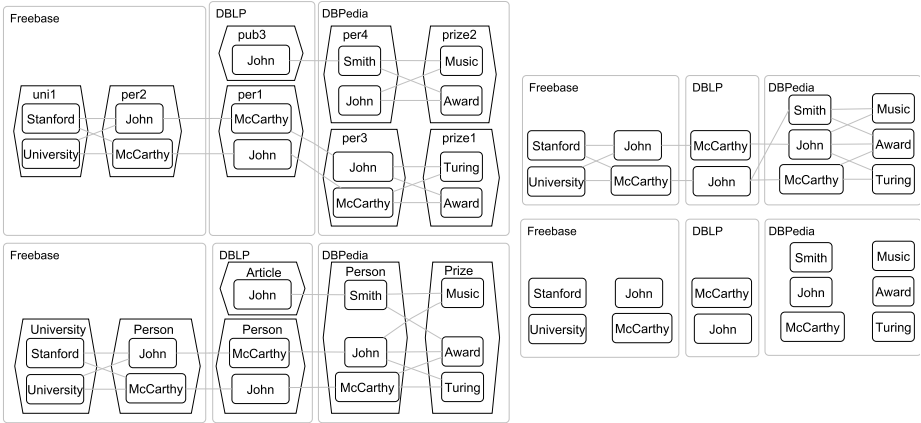 Freebase
uni1
Stanford
University
per2
John
McCarthy
DBLP
pub3
John
per1
McCarthy
John
DBPedia
per4
Smith
John
prize2
Music
Award
per3
John
McCarthy
prize1
Turing
Award
Freebase
Stanford
University
John
McCarthy
DBLP
McCarthy
John
DBPedia
Smith
John
McCarthy
Music
Award
Turing
Freebase
University
Stanford
University
Person
John
McCarthy
DBLP
Article
John
Person
McCarthy
John
DBPedia
Person
Smith
John
McCarthy
Prize
Music
Award
Turing
Freebase
Stanford
University
John
McCarthy
DBLP
McCarthy
John
DBPedia
Smith
John
McCarthy
Music
Award
Turing